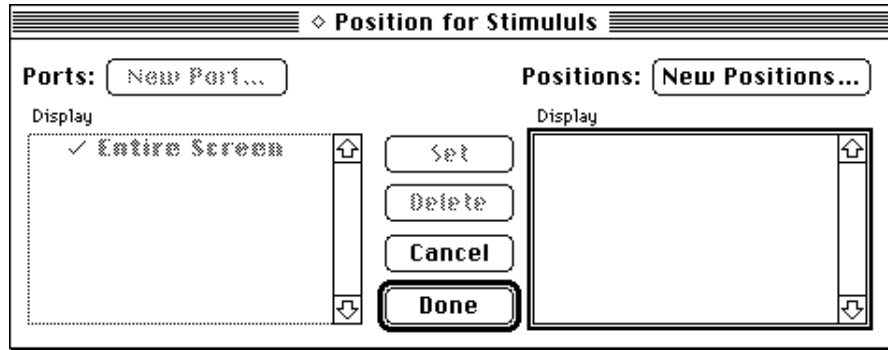 ◇ Position for Stimululs
Ports: New Port... Positions: New Positions...
Display Display
✓ Entire Screen
Set
Delete
Cancel
Done